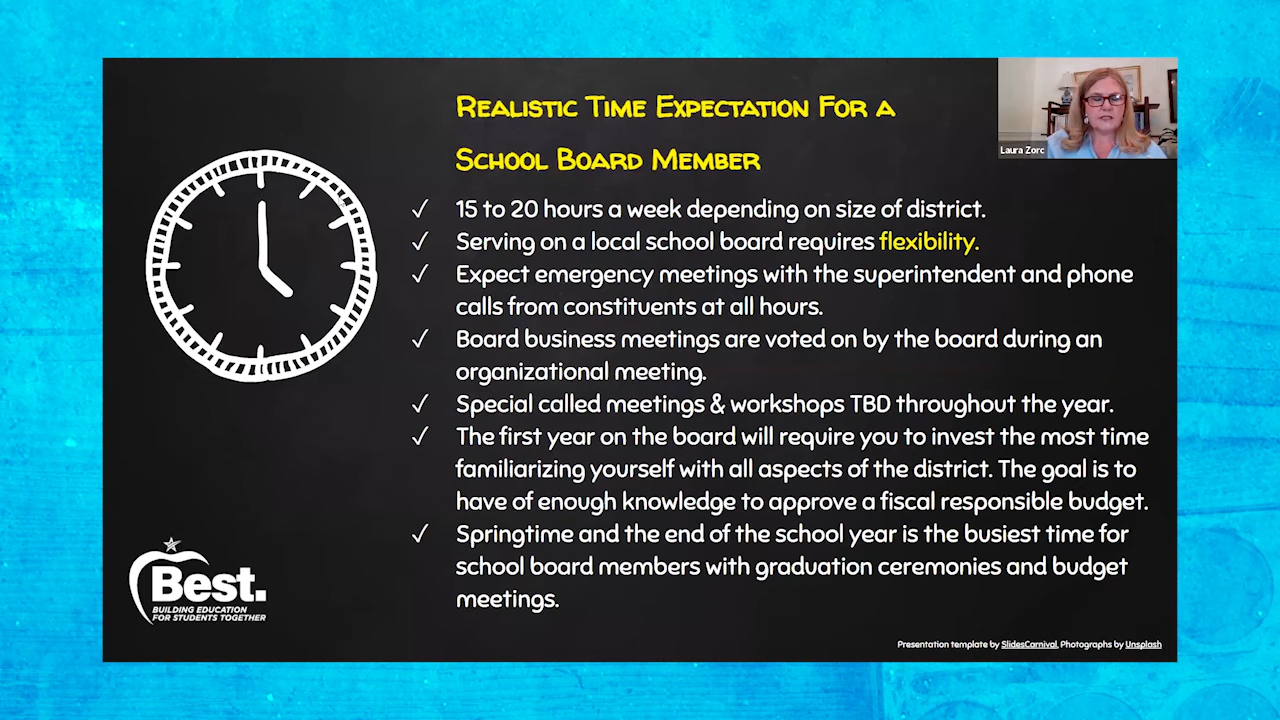 REALISTIC TIME EXPECTATION FOR A
SCHOOL BOARD MEMBER
Laura Zorc
✓ 15 to 20 hours a week depending on size of district.
✓ Serving on a local school board requires flexibility.
✓ Expect emergency meetings with the superintendent and phone
calls from constituents at all hours.
✓ Board business meetings are voted on by the board during an
organizational meeting.
✓ Special called meetings & workshops TBD throughout the year.
✓ The first year on the board will require you to invest the most time
familiarizing yourself with all aspects of the district. The goal is to
have of enough knowledge to approve a fiscal responsible budget.
✓ Springtime and the end of the school year is the busiest time for
school board members with graduation ceremonies and budget
meetings.
Best.
BUILDING EDUCATION
FOR STUDENTS TOGETHER
Presentation template by SlidesCarnival, Photographs by Unsplash